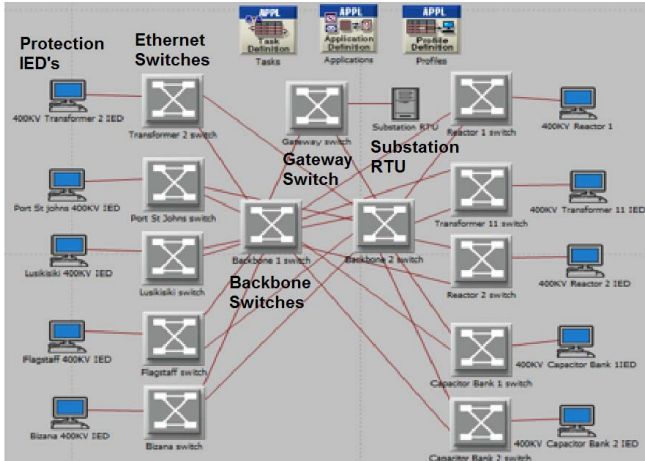 APPL
Task
Definition
Tasks
APPL
Application
Definition
Applications
APPL
Profile
Definition
Profiles
Protection
IED's
Ethernet
Switches
400KV Transformer 2 IED
Transformer 2 switch
Gateway switch
Substation RTU
Reactor 1 switch
400KV Reactor 1
Gateway
Switch
Substation
RTU
Port St Johns 400KV IED
Port St Johns switch
Transformer 11 switch
400KV Transformer 11 IED
Lusikisiki 400KV IED
Lusikisiki switch
Backbone 1 switch
Backbone 2 switch
Backbone
Switches
Reactor 2 switch
400KV Reactor 2 IED
Flagstaff 400KV IED
Flagstaff switch
Capacitor Bank 1 switch
400KV Capacitor Bank 1IED
Bizana 400KV IED
Bizana switch
Capacitor Bank 2 switch
400KV Capacitor Bank 2 IED